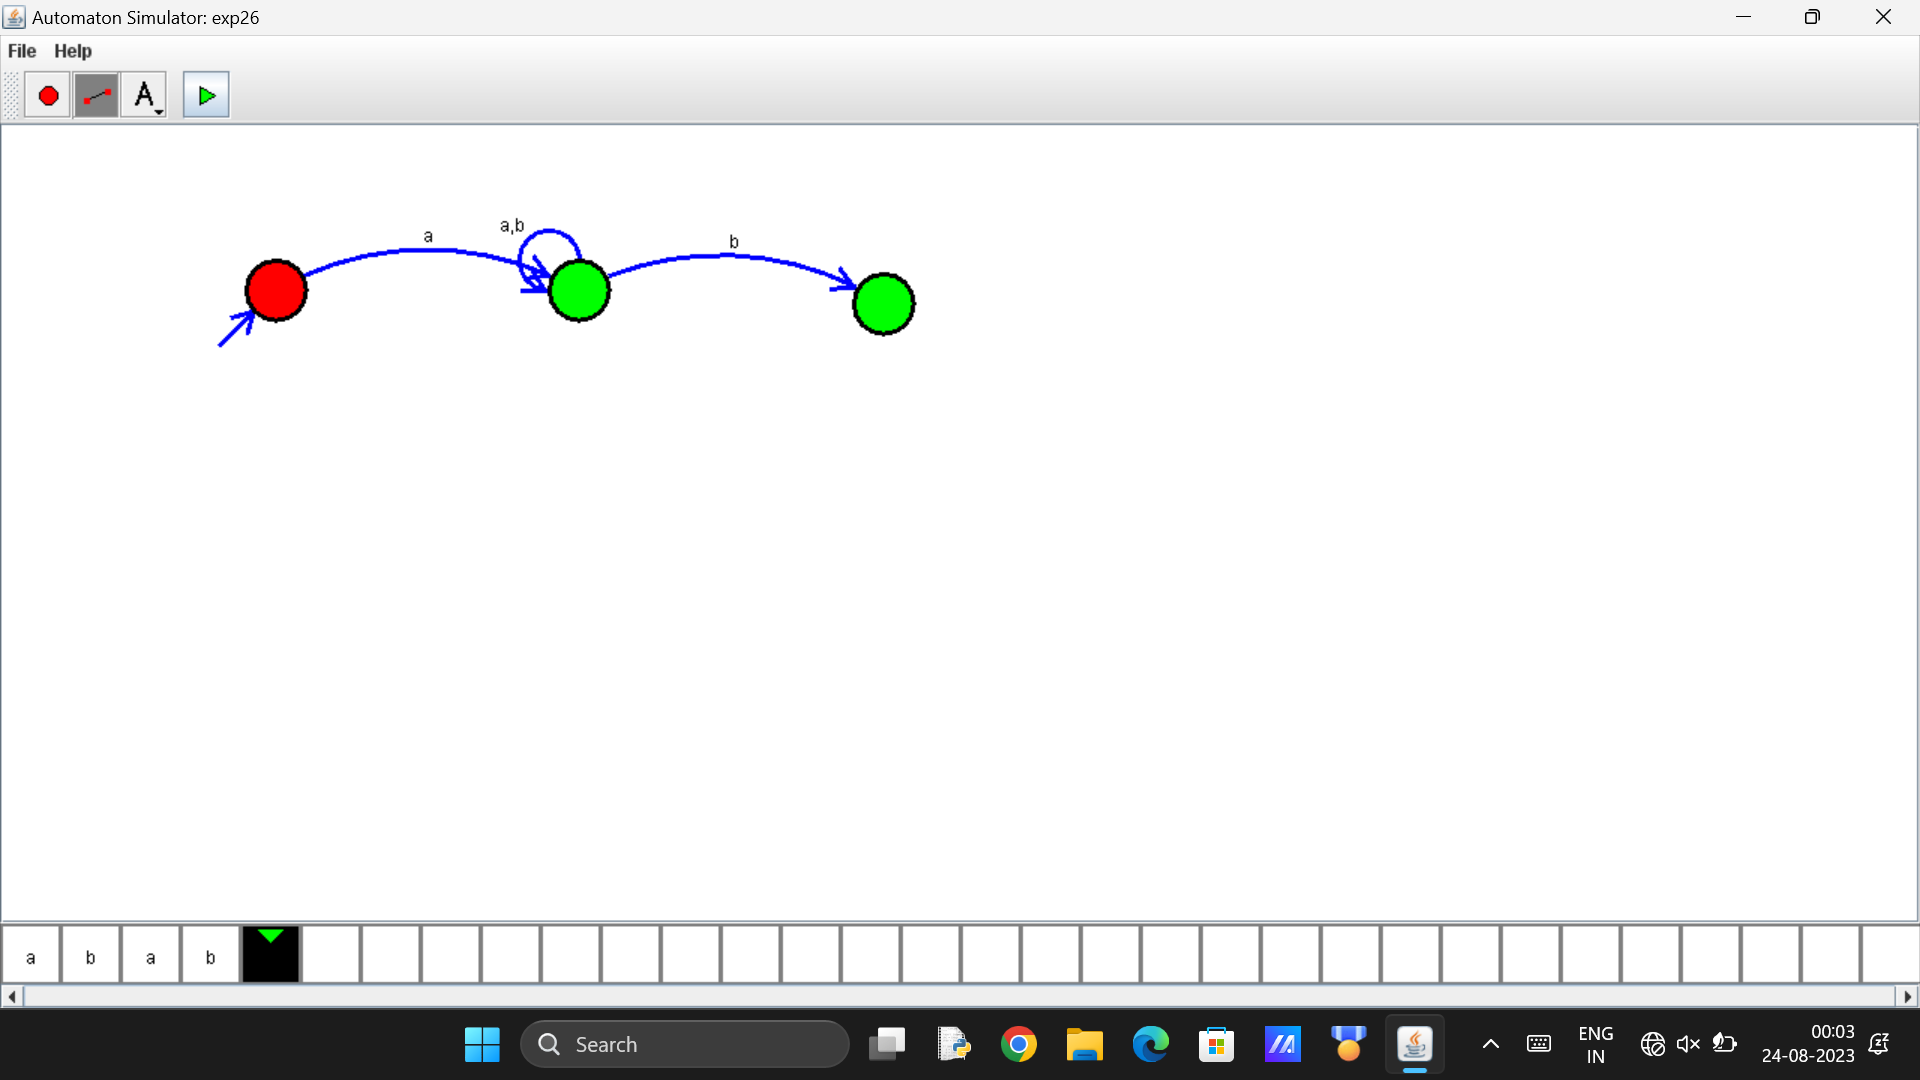 Automaton Simulator: exp26
File Help
A
a,b
a
b
a b a b
Search
ENG
IN
00:03
24-08-2023